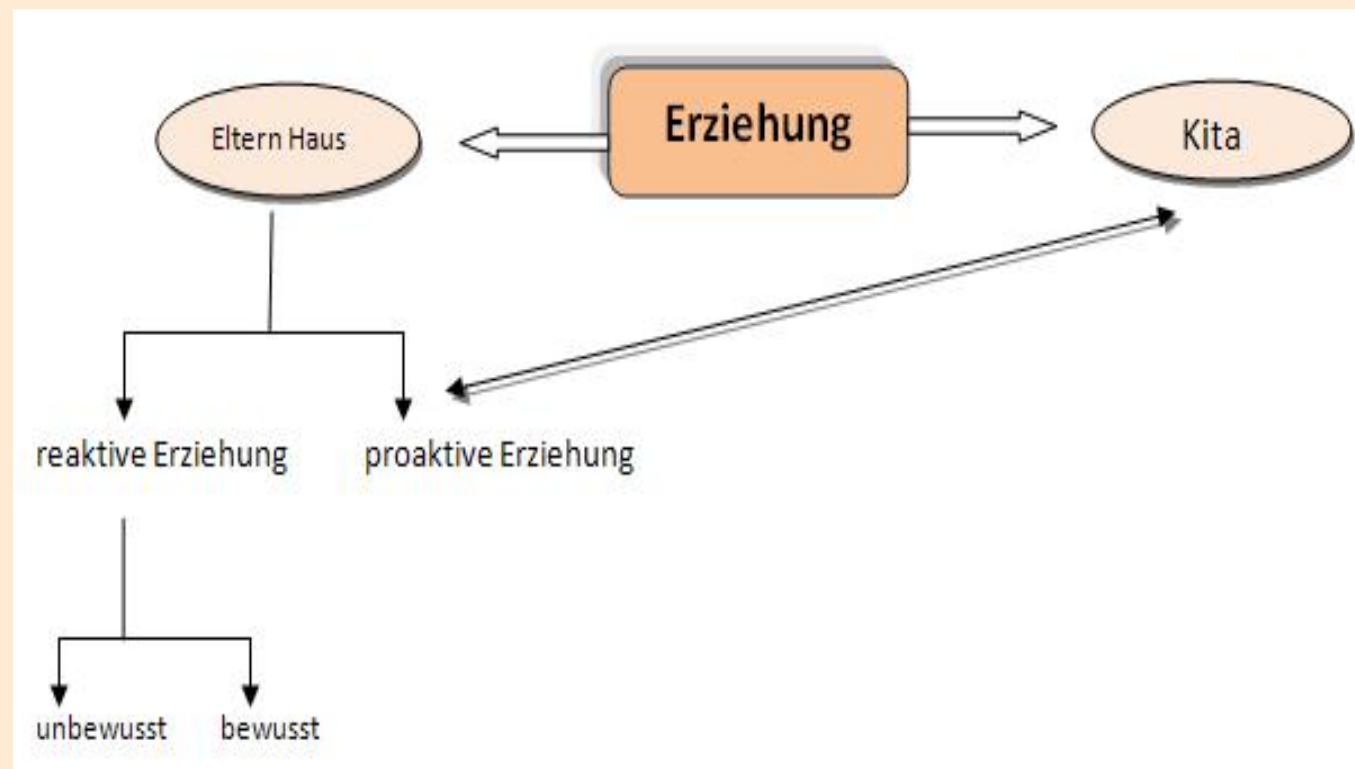 Eltern Haus
Erziehung
Kita
reaktive Erziehung
proaktive Erziehung
unbewusst
bewusst